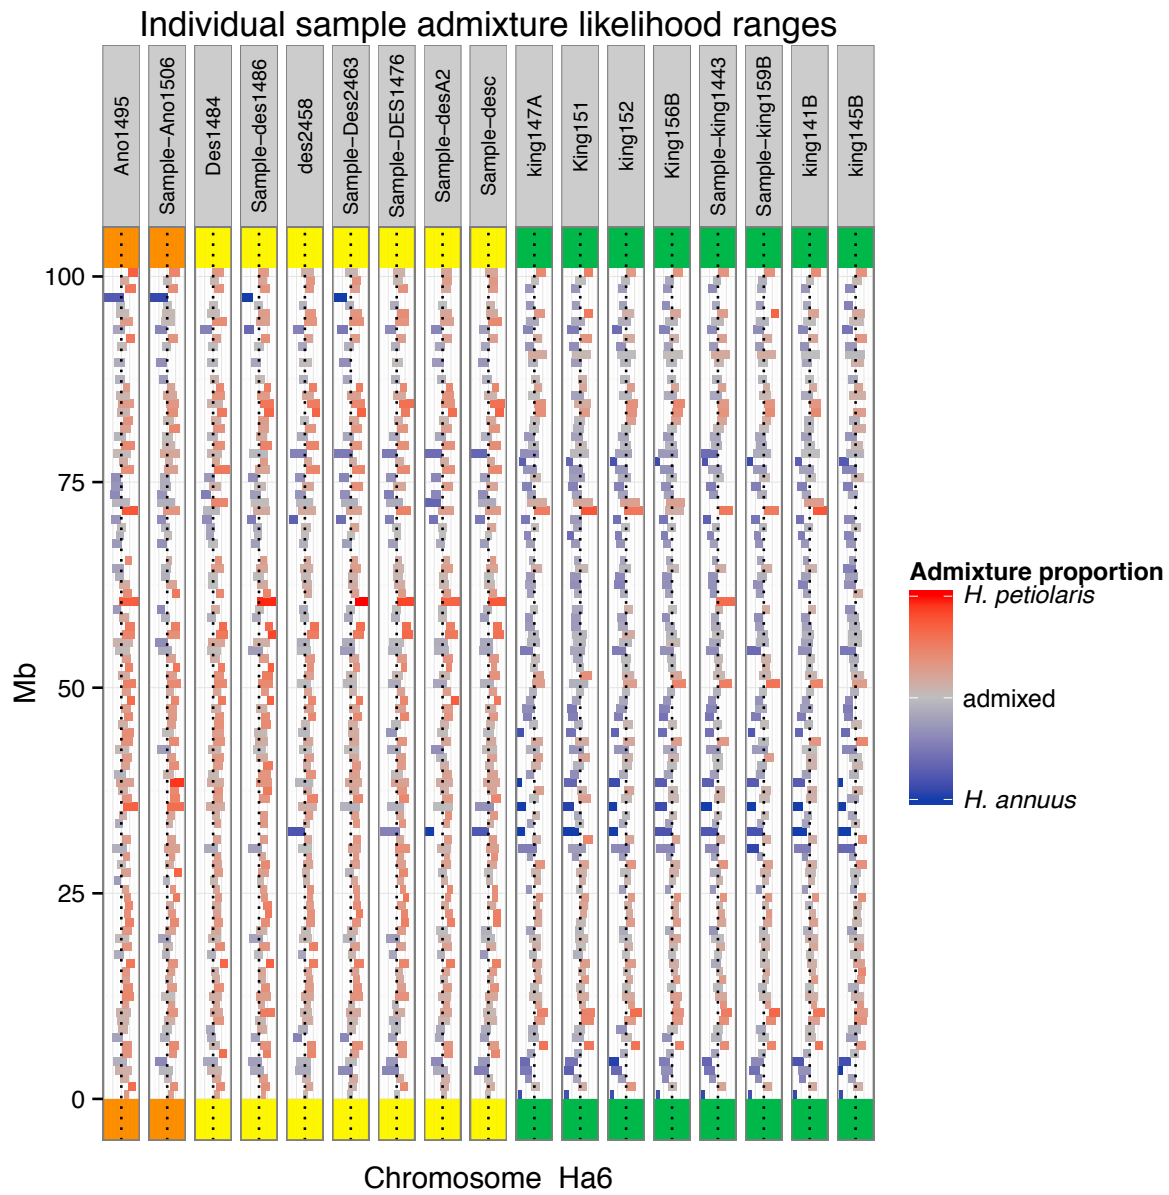 Individual sample admixture likelihood ranges
Ano1495
Sample−Ano1506
Des1484
Sample−des1486
des2458
Sample−Des2463
Sample−DES1476
Sample−desA2
Sample−desc
king147A
King151
king152
King156B
Sample−king1443
Sample−king159B
king141B
king145B
100
75
50
25
0
Mb
Chromosome Ha6
Admixture proportion
H. petiolaris
admixed
H. annuus